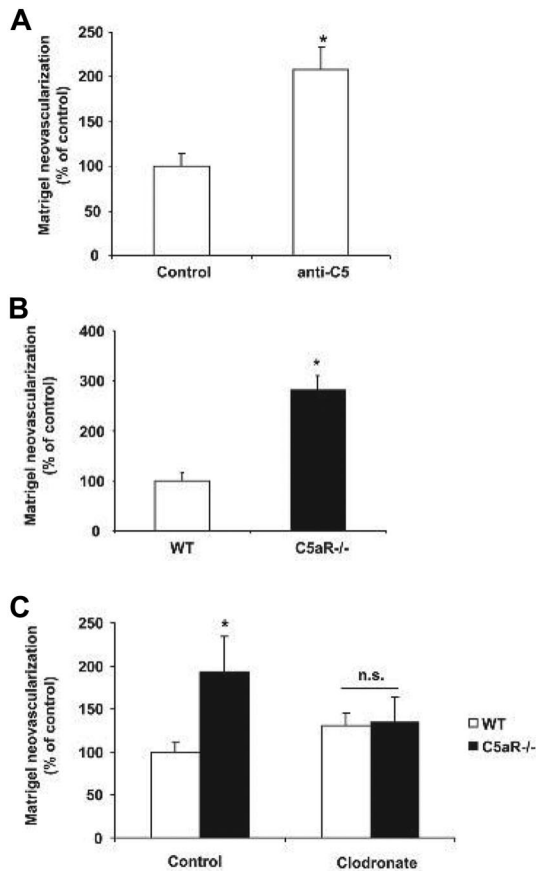 A
Matrigel neovascularization
(% of control)
250
200
150
100
50
0
*
Control
anti-C5
B
Matrigel neovascularization
(% of control)
400
300
200
100
0
*
WT
C5aR-/-
C
Matrigel neovascularization
(% of control)
250
200
150
100
50
0
*
n.s.
WT
C5aR-/-
Control
Clodronate